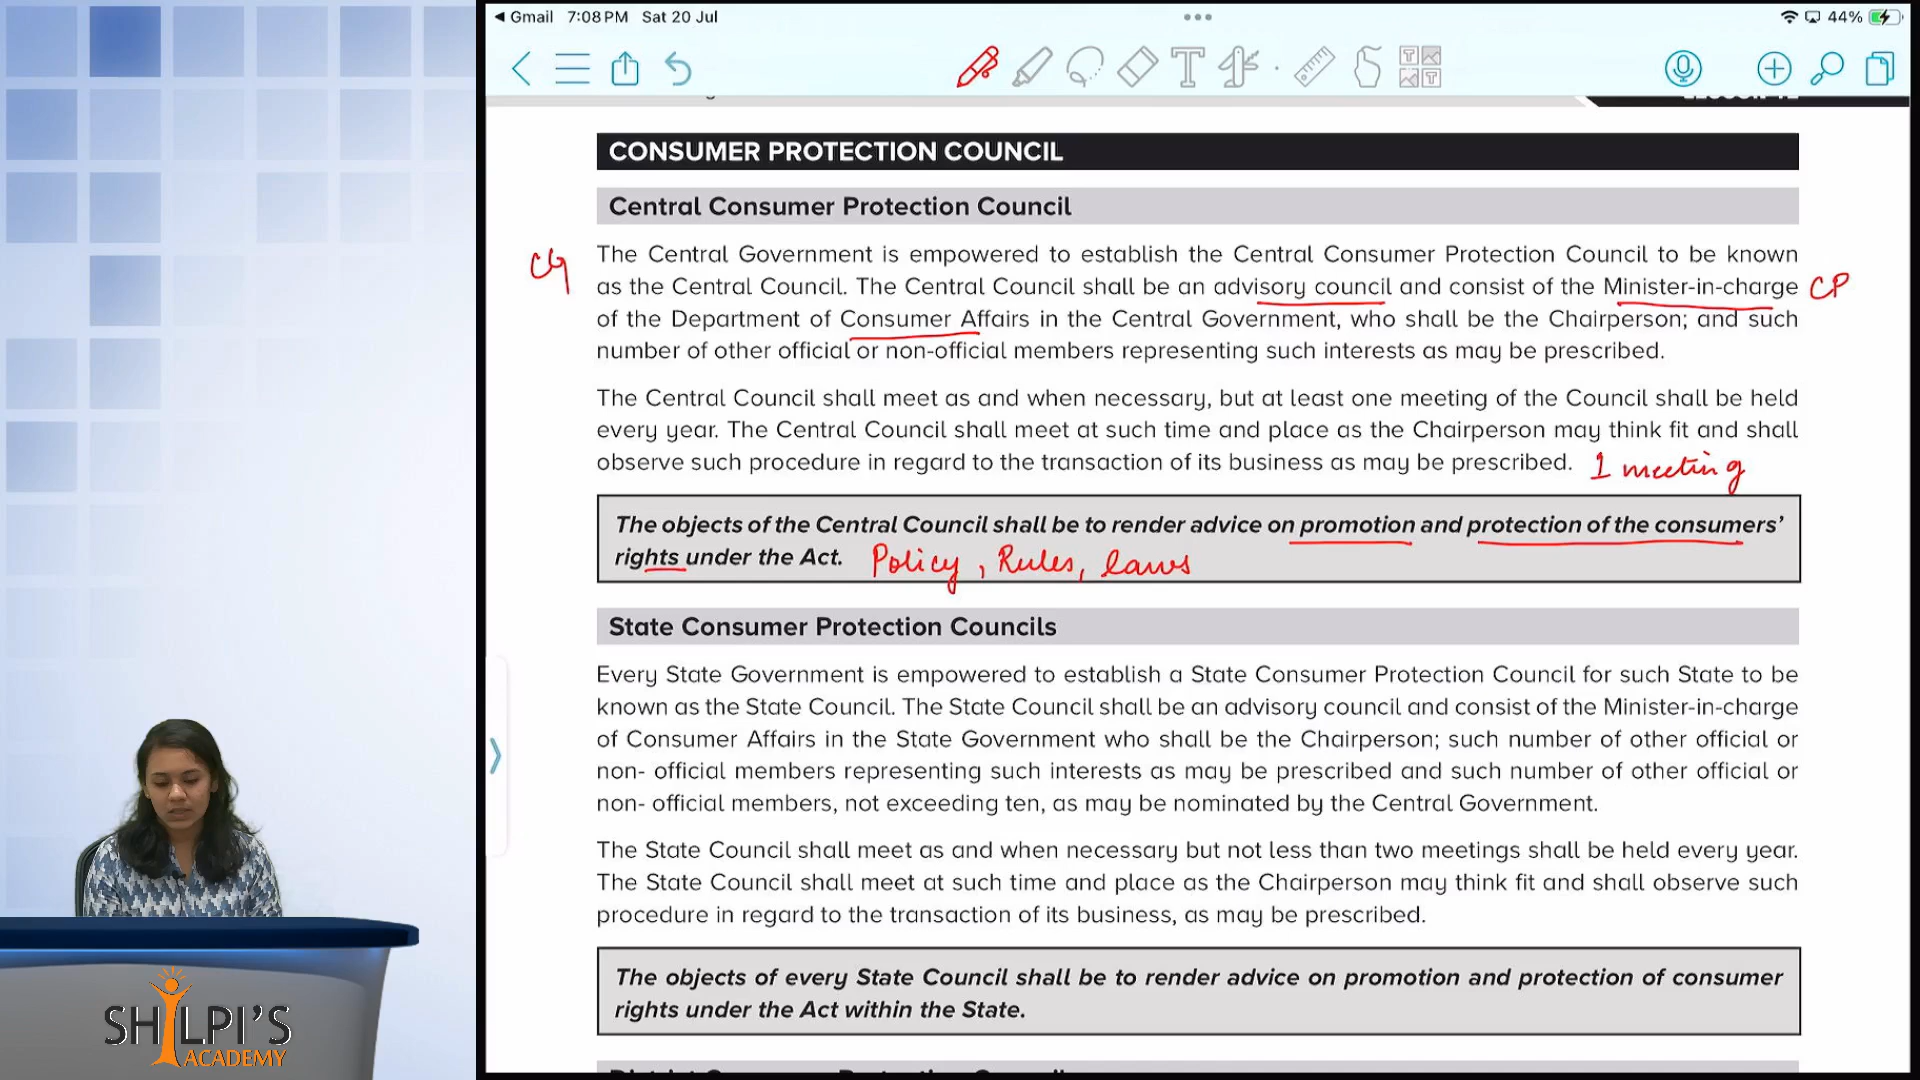 Gmail 7:08 PM Sat 20 Jul
44%
CONSUMER PROTECTION COUNCIL
Central Consumer Protection Council
CG
The Central Government is empowered to establish the Central Consumer Protection Council to be known
as the Central Council. The Central Council shall be an advisory council and consist of the Minister-in-charge CP
of the Department of Consumer Affairs in the Central Government, who shall be the Chairperson; and such
number of other official or non-official members representing such interests as may be prescribed.
The Central Council shall meet as and when necessary, but at least one meeting of the Council shall be held
every year. The Central Council shall meet at such time and place as the Chairperson may think fit and shall
observe such procedure in regard to the transaction of its business as may be prescribed. 1 meeting
The objects of the Central Council shall be to render advice on promotion and protection of the consumers'
rights under the Act. Policy, Rules, laws
State Consumer Protection Councils
Every State Government is empowered to establish a State Consumer Protection Council for such State to be
known as the State Council. The State Council shall be an advisory council and consist of the Minister-in-charge
of Consumer Affairs in the State Government who shall be the Chairperson; such number of other official or
non- official members representing such interests as may be prescribed and such number of other official or
non- official members, not exceeding ten, as may be nominated by the Central Government.
The State Council shall meet as and when necessary but not less than two meetings shall be held every year.
The State Council shall meet at such time and place as the Chairperson may think fit and shall observe such
procedure in regard to the transaction of its business, as may be prescribed.
The objects of every State Council shall be to render advice on promotion and protection of consumer
rights under the Act within the State.
SHILPI'S
ACADEMY